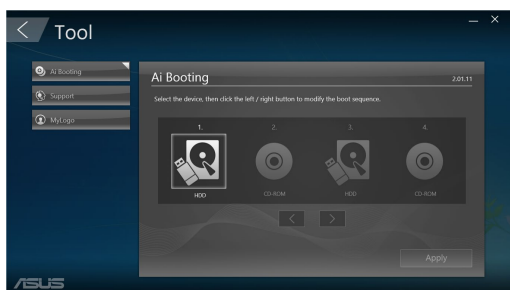 Tool
Ai Booting
Support
MyLogo
Ai Booting
2.01.11
Select the device, then click the left / right button to modify the boot sequence.
1. 2. 3. 4.
HDD CD-ROM HDD CD-ROM
Apply
ASUS